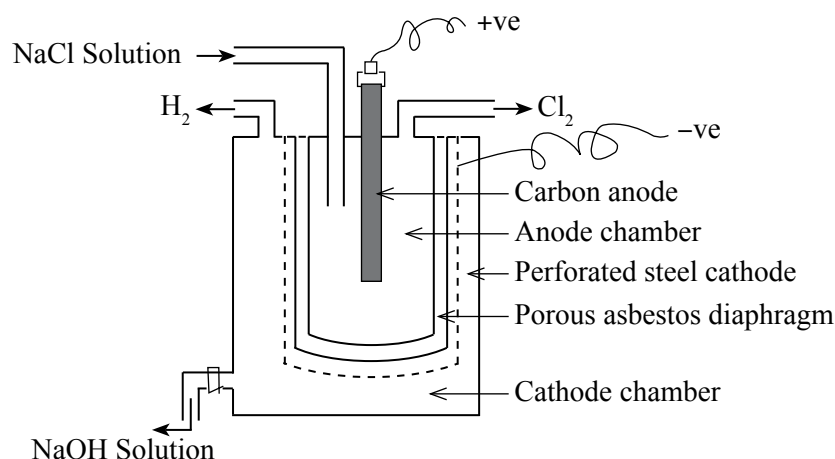 +ve
NaCl Solution
H₂
Cl₂
−ve
Carbon anode
Anode chamber
Perforated steel cathode
Porous asbestos diaphragm
Cathode chamber
NaOH Solution